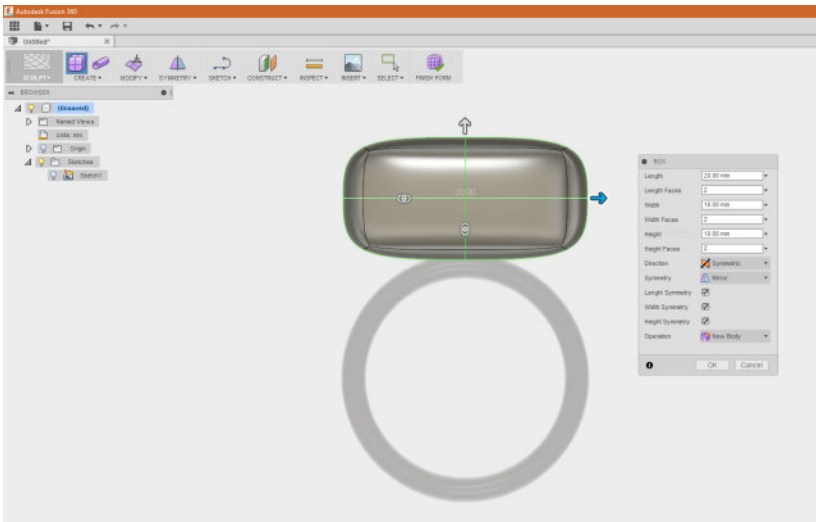 Autodesk Fusion 360
Untitled*
SCULPT
CREATE MODIFY SYMMETRY SKETCH CONSTRUCT INSPECT INSERT SELECT FINISH FORM
BROWSER
(Unsaved)
Named Views
Units: mm
Origin
Sketches
Sketch1
20.00
BOX
Length 20.00 mm
Length Faces 2
Width 10.00 mm
Width Faces 2
Height 10.00 mm
Height Faces 2
Direction Symmetric
Symmetry Mirror
Length Symmetry
Width Symmetry
Height Symmetry
Operation New Body
OK Cancel